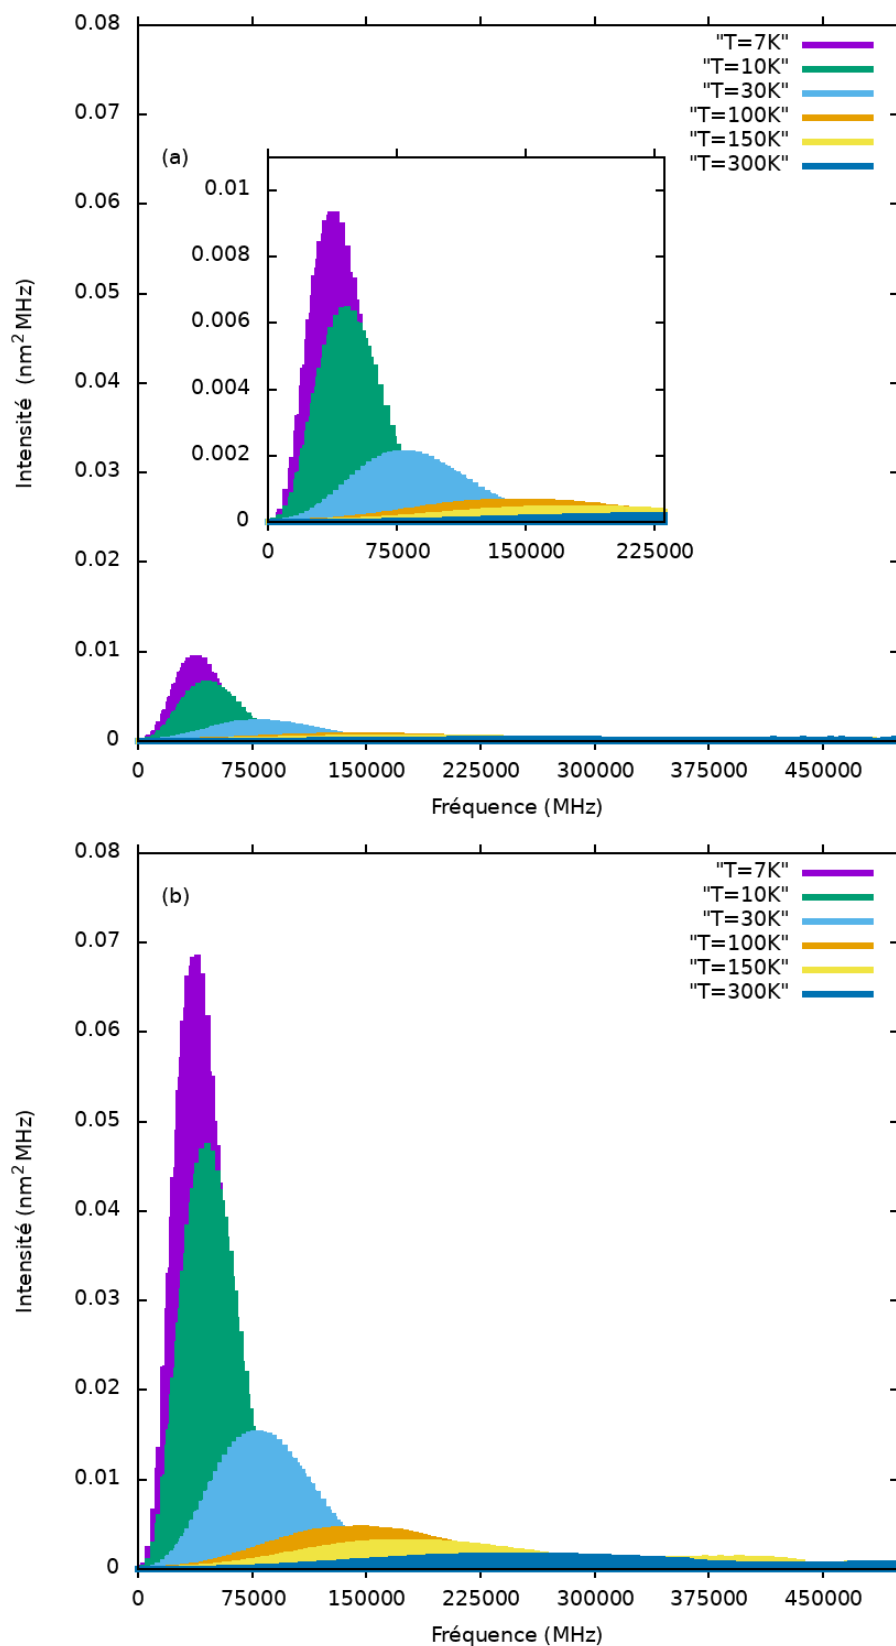 0.08
"T=7K"
"T=10K"
"T=30K"
"T=100K"
"T=150K"
"T=300K"
0.07
(a)
0.06
0.05
0.04
0.03
0.02
0.01
0
Intensité (nm² MHz)
0.01
0.008
0.006
0.004
0.002
0
0 75000 150000 225000
0 75000 150000 225000 300000 375000 450000
Fréquence (MHz)
0.08
"T=7K"
"T=10K"
"T=30K"
"T=100K"
"T=150K"
"T=300K"
(b)
0.07
0.06
0.05
0.04
0.03
0.02
0.01
0
Intensité (nm² MHz)
0 75000 150000 225000 300000 375000 450000
Fréquence (MHz)